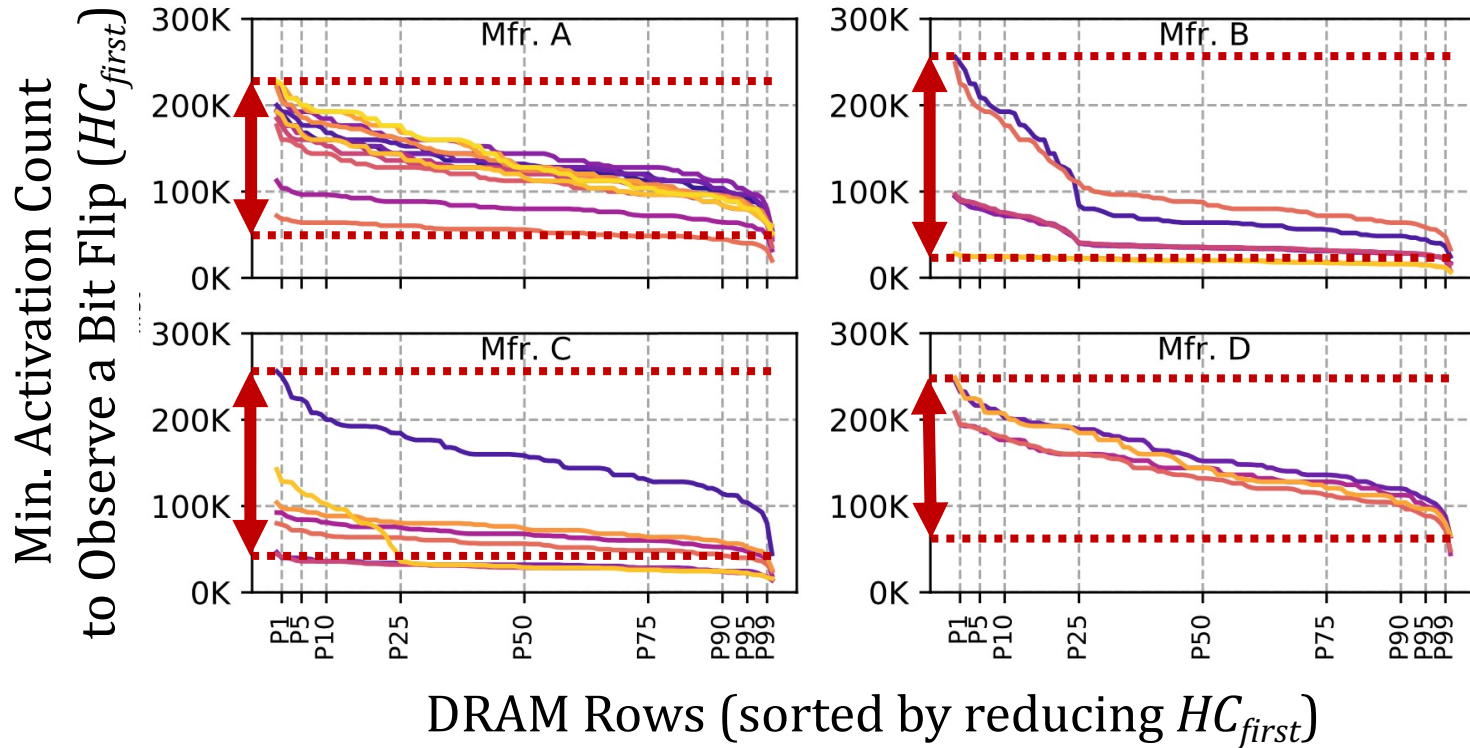 Min. Activation Count
to Observe a Bit Flip (HCfirst)
Mfr. A
300K
200K
100K
0K
Mfr. B
300K
200K
100K
0K
Mfr. C
300K
200K
100K
0K
P1
P5
P10
P25
P50
P75
P90
P95
P99
Mfr. D
300K
200K
100K
0K
P1
P5
P10
P25
P50
P75
P90
P95
P99
DRAM Rows (sorted by reducing HCfirst)